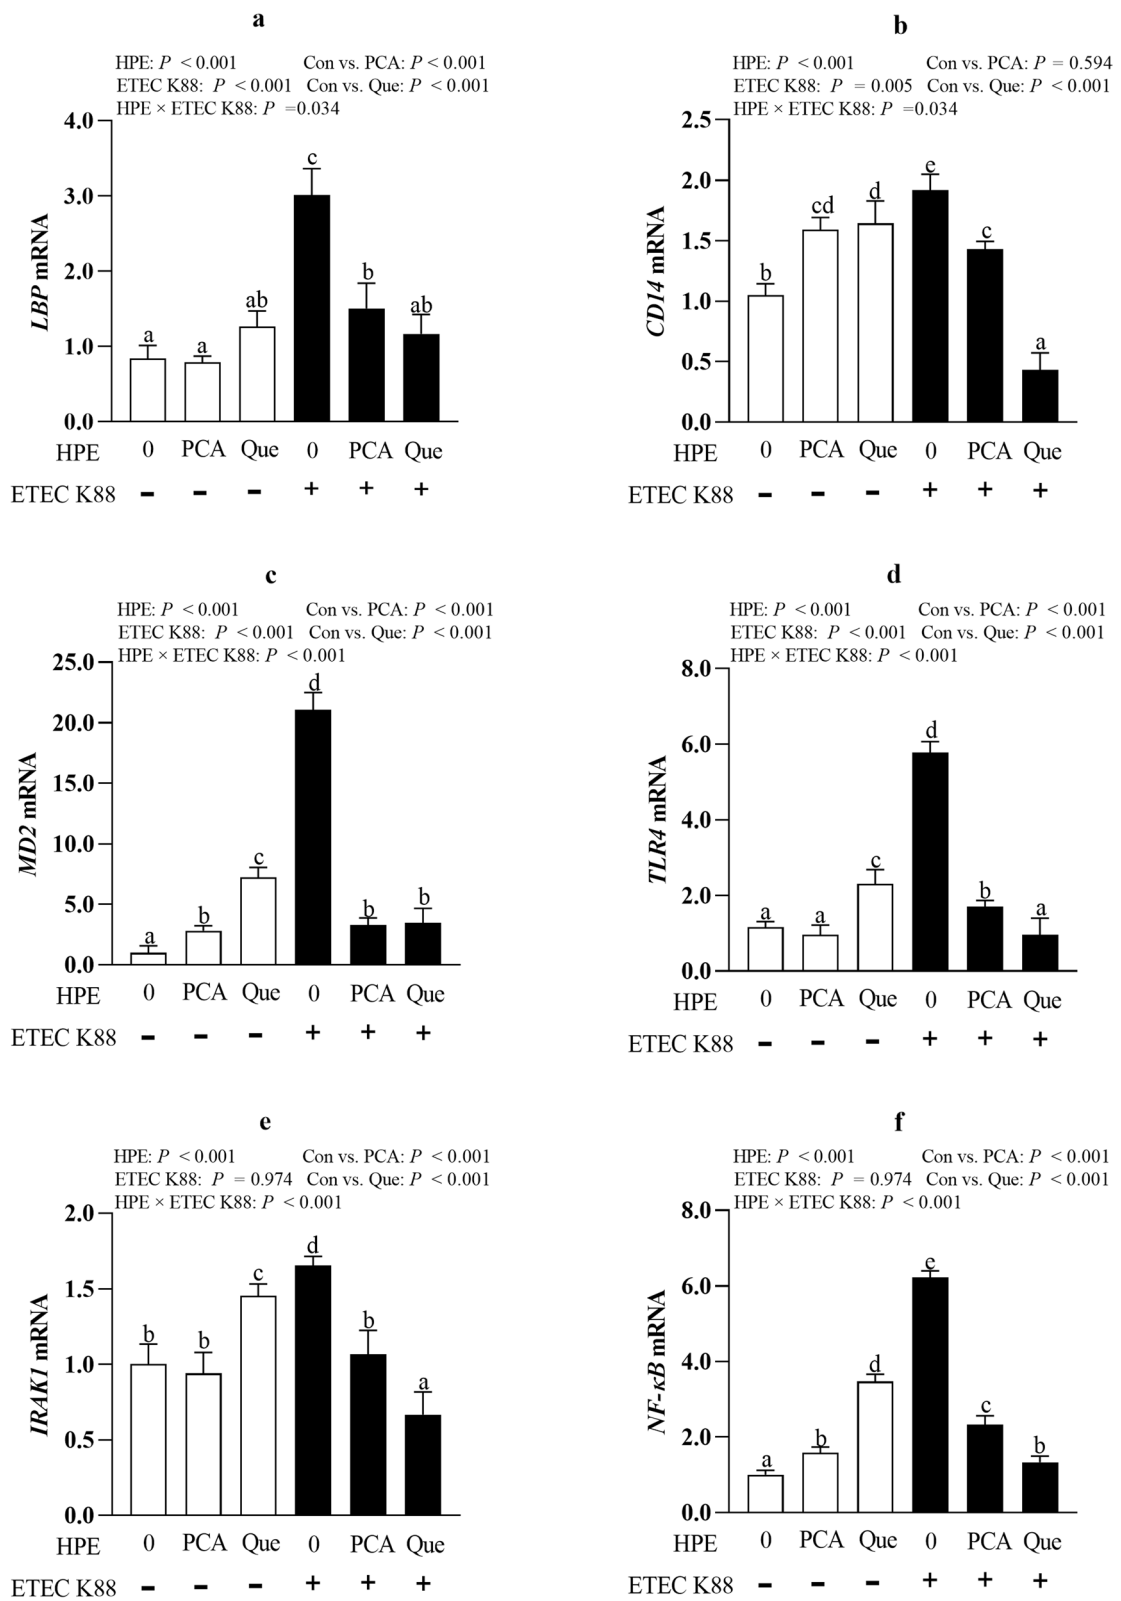 a
HPE: P < 0.001 Con vs. PCA: P < 0.001
ETEC K88: P < 0.001 Con vs. Que: P < 0.001
HPE × ETEC K88: P =0.034
4.0
3.0
2.0
1.0
0.0
LBP mRNA
a a ab c b ab
HPE 0 PCA Que 0 PCA Que
ETEC K88 - - - + + +
b
HPE: P < 0.001 Con vs. PCA: P = 0.594
ETEC K88: P = 0.005 Con vs. Que: P < 0.001
HPE × ETEC K88: P =0.034
2.5
2.0
1.5
1.0
0.5
0.0
CD14 mRNA
b cd d e c a
HPE 0 PCA Que 0 PCA Que
ETEC K88 - - - + + +
c
HPE: P < 0.001 Con vs. PCA: P < 0.001
ETEC K88: P < 0.001 Con vs. Que: P < 0.001
HPE × ETEC K88: P < 0.001
25.0
20.0
15.0
10.0
5.0
0.0
MD2 mRNA
a b c d b b
HPE 0 PCA Que 0 PCA Que
ETEC K88 - - - + + +
d
HPE: P < 0.001 Con vs. PCA: P < 0.001
ETEC K88: P < 0.001 Con vs. Que: P < 0.001
HPE × ETEC K88: P < 0.001
8.0
6.0
4.0
2.0
0.0
TLR4 mRNA
a a c d b a
HPE 0 PCA Que 0 PCA Que
ETEC K88 - - - + + +
e
HPE: P < 0.001 Con vs. PCA: P < 0.001
ETEC K88: P = 0.974 Con vs. Que: P < 0.001
HPE × ETEC K88: P < 0.001
2.0
1.5
1.0
0.5
0.0
IRAK1 mRNA
b b c d b a
HPE 0 PCA Que 0 PCA Que
ETEC K88 - - - + + +
f
HPE: P < 0.001 Con vs. PCA: P < 0.001
ETEC K88: P = 0.974 Con vs. Que: P < 0.001
HPE × ETEC K88: P < 0.001
8.0
6.0
4.0
2.0
0.0
NF-κB mRNA
a b d e c b
HPE 0 PCA Que 0 PCA Que
ETEC K88 - - - + + +